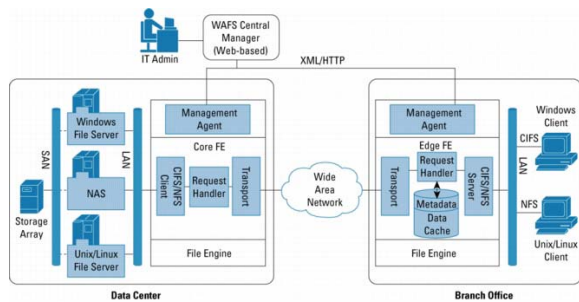 WAFS Central
Manager
(Web-based)
IT Admin
XML/HTTP
Management
Agent
Core FE
Windows
File Server
SAN
LAN
NAS
Storage
Array
Unix/Linux
File Server
CIFS/NFS
Client
Request
Handler
Transport
File Engine
Data Center
Wide
Area
Network
Management
Agent
Edge FE
Request
Handler
Transport
Metadata
Data
Cache
CIFS/NFS
Server
File Engine
Windows
Client
CIFS
LAN
NFS
Unix/Linux
Client
Branch Office